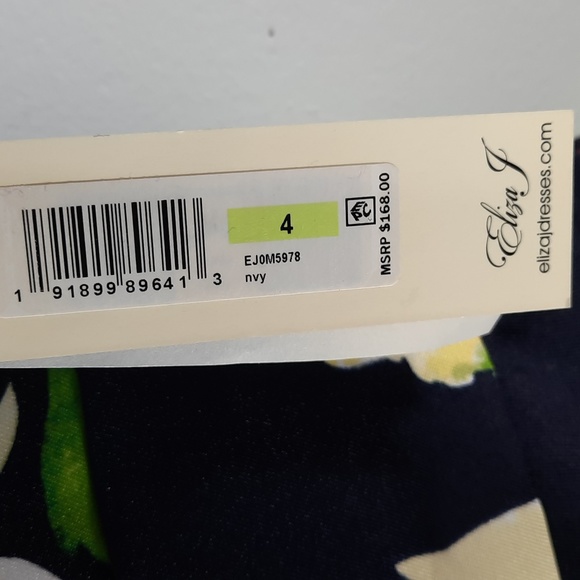 4
EJ0M5978
nvy
1 91899 89641 3
MSRP $168.00
Eliza J
elizajdresses.com